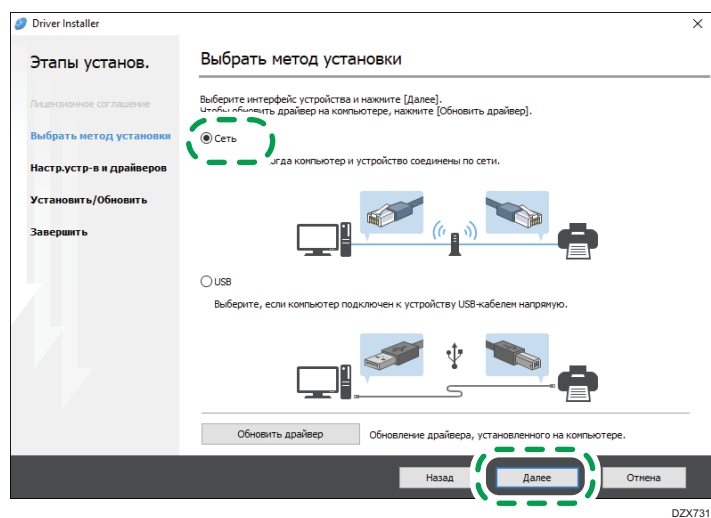 Driver Installer
Этапы установ.
Лицензионное соглашение
Выбрать метод установки
Настр.устр-в и драйверов
Установить/Обновить
Завершить
Выбрать метод установки
Выберите интерфейс устройства и нажмите [Далее].
Чтобы обновить драйвер на компьютере, нажмите [Обновить драйвер].
Сеть
компьютер и устройство соединены по сети.
USB
Выберите, если компьютер подключен к устройству USB-кабелем напрямую.
Обновить драйвер
Обновление драйвера, установленного на компьютере.
Назад
Далее
Отмена
DZX731